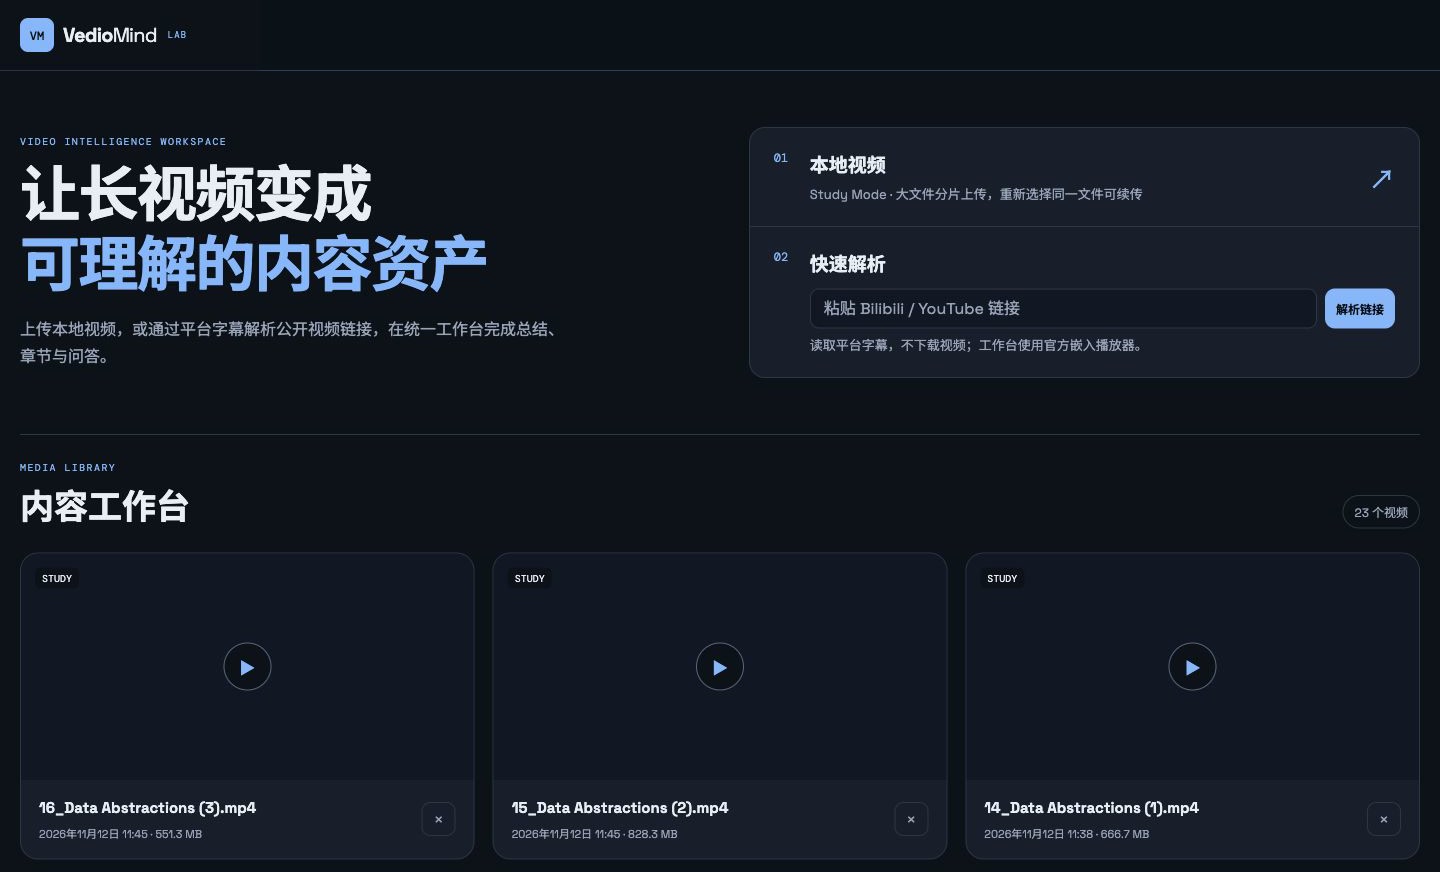 VM VedioMind LAB
VIDEO INTELLIGENCE WORKSPACE
让长视频变成
可理解的内容资产
上传本地视频，或通过平台字幕解析公开视频链接，在统一工作台完成总结、
章节与问答。
01 本地视频
Study Mode · 大文件分片上传，重新选择同一文件可续传
02 快速解析
粘贴 Bilibili / YouTube 链接 解析链接
读取平台字幕，不下载视频；工作台使用官方嵌入播放器。
MEDIA LIBRARY
内容工作台
23 个视频
STUDY
16_Data Abstractions (3).mp4
2026年11月12日 11:45 · 551.3 MB
STUDY
15_Data Abstractions (2).mp4
2026年11月12日 11:45 · 828.3 MB
STUDY
14_Data Abstractions (1).mp4
2026年11月12日 11:38 · 666.7 MB